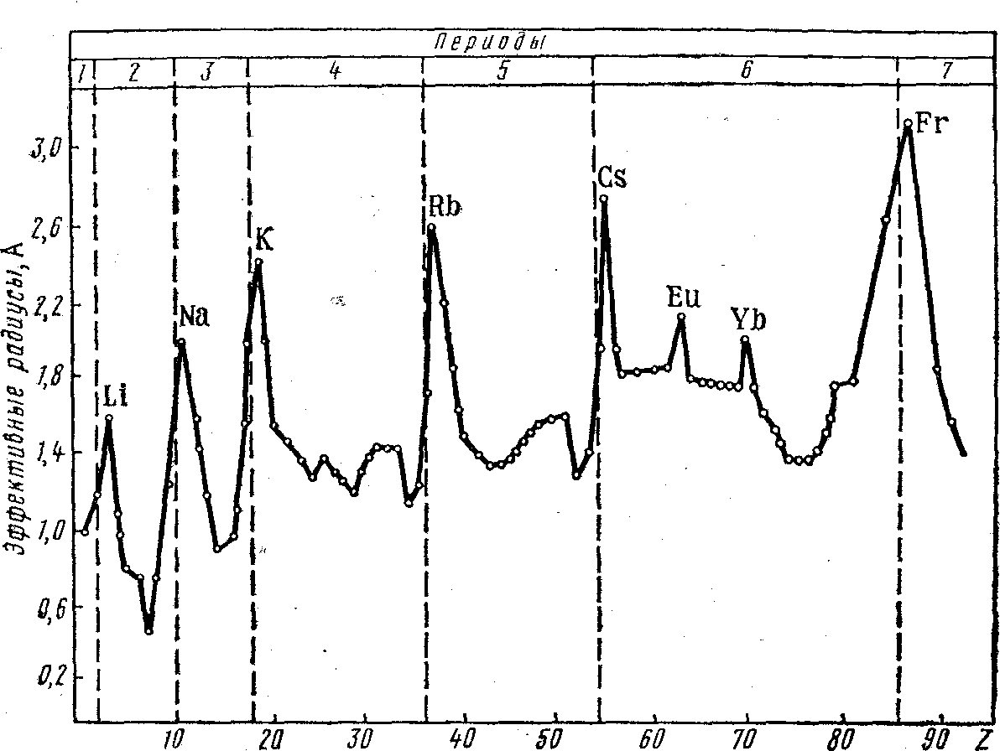 Периоды
1 2 3 4 5 6 7
Эффективные радиусы, А
3,0
2,6
2,2
1,8
1,4
1,0
0,6
0,2
Li
Na
K
Rb
Cs
Eu
Yb
Fr
10 20 30 40 50 60 70 80 90 Z